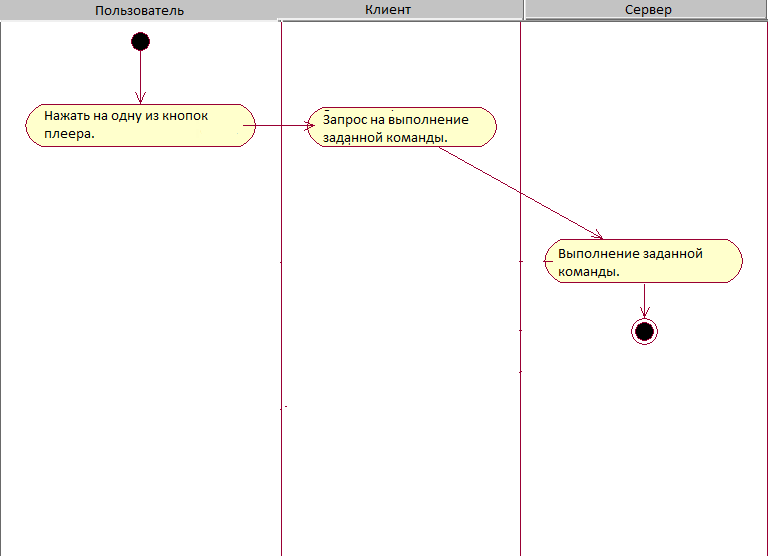 Пользователь
Клиент
Сервер
Нажать на одну из кнопок
плеера.
Запрос на выполнение
заданной команды.
Выполнение заданной
команды.